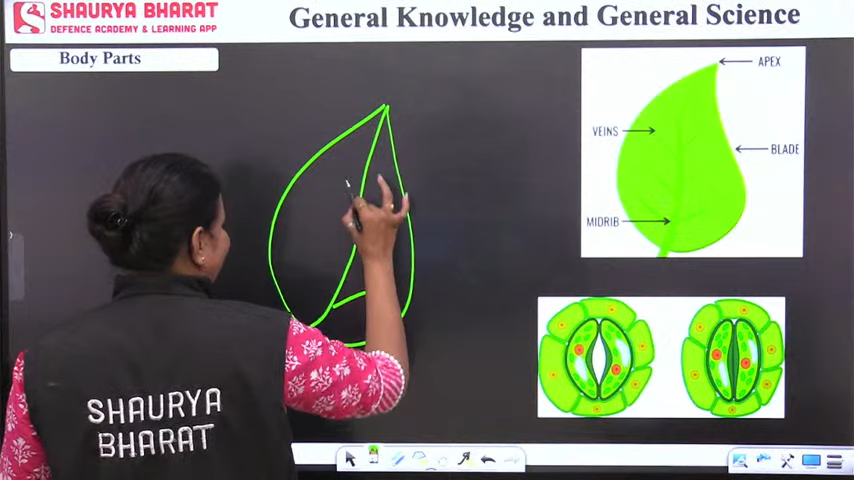 SHAURYA BHARAT
DEFENCE ACADEMY & LEARNING APP
General Knowledge and General Science
Body Parts
APEX
VEINS
BLADE
MIDRIB
SHAURYA
BHARAT